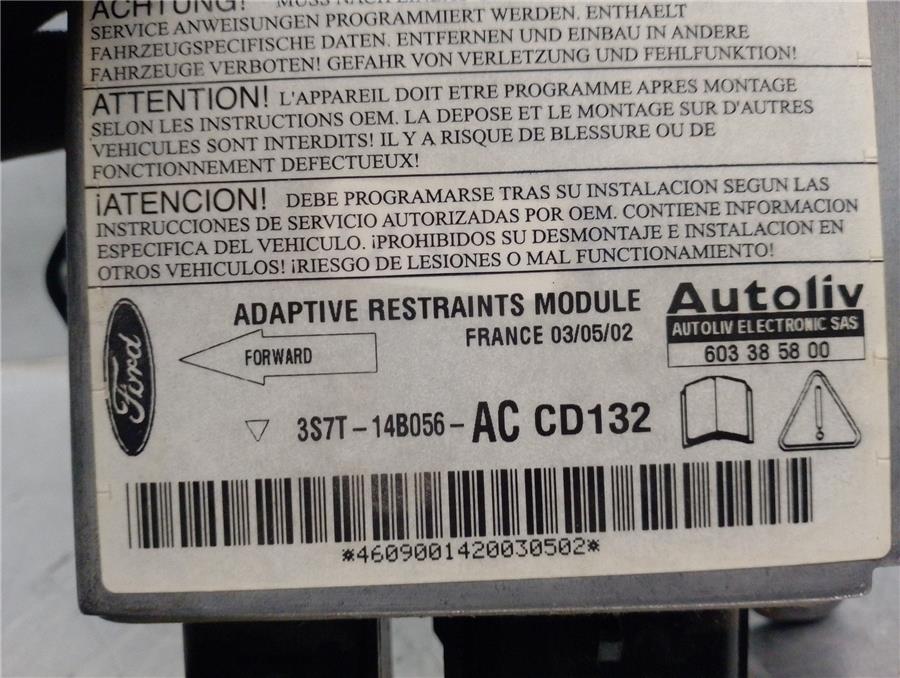 ACHTUNG! MUSS NACH EINBAU
SERVICE ANWEISUNGEN PROGRAMMIERT WERDEN. ENTHAELT
FAHRZEUGSPEZIFISCHE DATEN. ENTFERNEN UND EINBAU IN ANDERE
FAHRZEUGE VERBOTEN! GEFAHR VON VERLETZUNG UND FEHLFUNKTION!
ATTENTION! L'APPAREIL DOIT ETRE PROGRAMME APRES MONTAGE
SELON LES INSTRUCTIONS OEM. LA DEPOSE ET LE MONTAGE SUR D'AUTRES
VEHICULES SONT INTERDITS! IL Y A RISQUE DE BLESSURE OU DE
FONCTIONNEMENT DEFECTUEUX!
¡ATENCION! DEBE PROGRAMARSE TRAS SU INSTALACION SEGUN LAS
INSTRUCCIONES DE SERVICIO AUTORIZADAS POR OEM. CONTIENE INFORMACION
ESPECIFICA DEL VEHICULO. ¡PROHIBIDOS SU DESMONTAJE E INSTALACION EN
OTROS VEHICULOS! ¡RIESGO DE LESIONES O MAL FUNCIONAMIENTO!
Ford
ADAPTIVE RESTRAINTS MODULE
FRANCE 03/05/02
FORWARD
Autoliv
AUTOLIV ELECTRONIC SAS
603 38 58 00
3S7T-14B056-AC CD132
*4609001420030502*